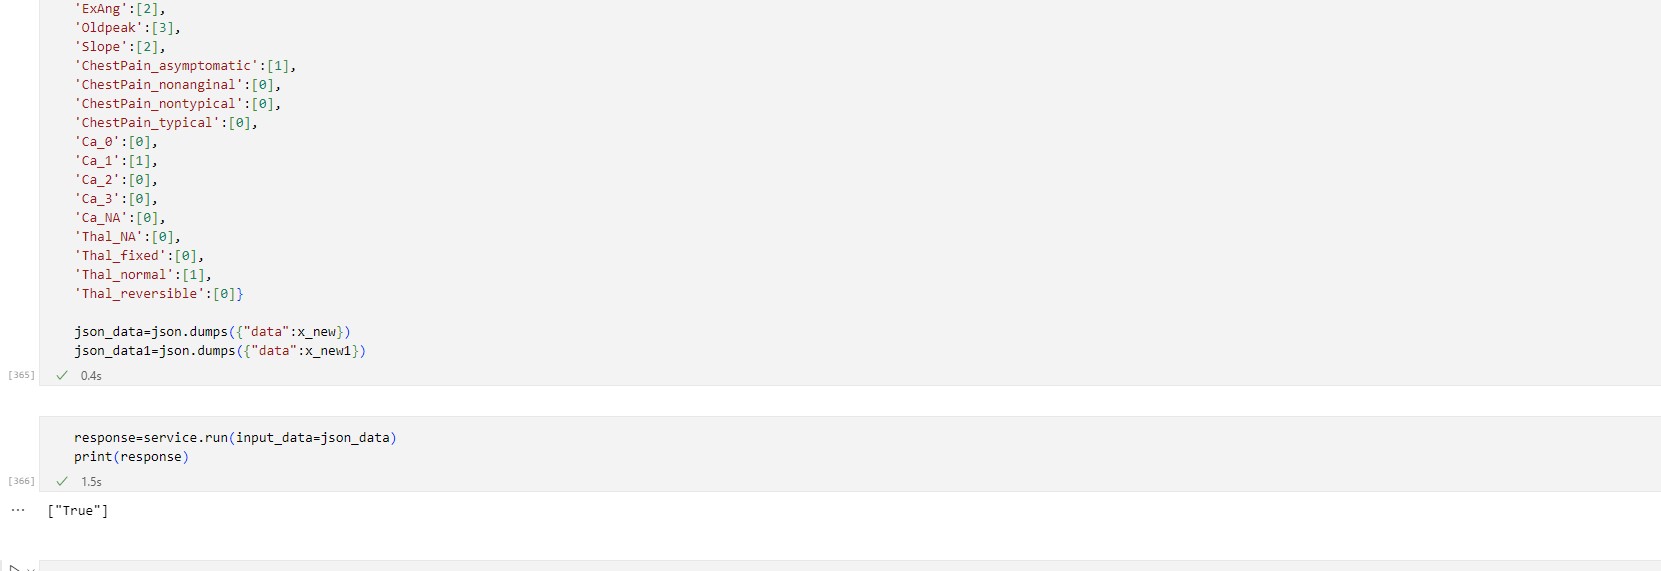 'ExAng':[2],
'Oldpeak':[3],
'Slope':[2],
'ChestPain_asymptomatic':[1],
'ChestPain_nonanginal':[0],
'ChestPain_nontypical':[0],
'ChestPain_typical':[0],
'Ca_0':[0],
'Ca_1':[1],
'Ca_2':[0],
'Ca_3':[0],
'Ca_NA':[0],
'Thal_NA':[0],
'Thal_fixed':[0],
'Thal_normal':[1],
'Thal_reversible':[0]}
json_data=json.dumps({"data":x_new})
json_data1=json.dumps({"data":x_new1})
[365] ✓ 0.4s
response=service.run(input_data=json_data)
print(response)
[366] ✓ 1.5s
... ["True"]